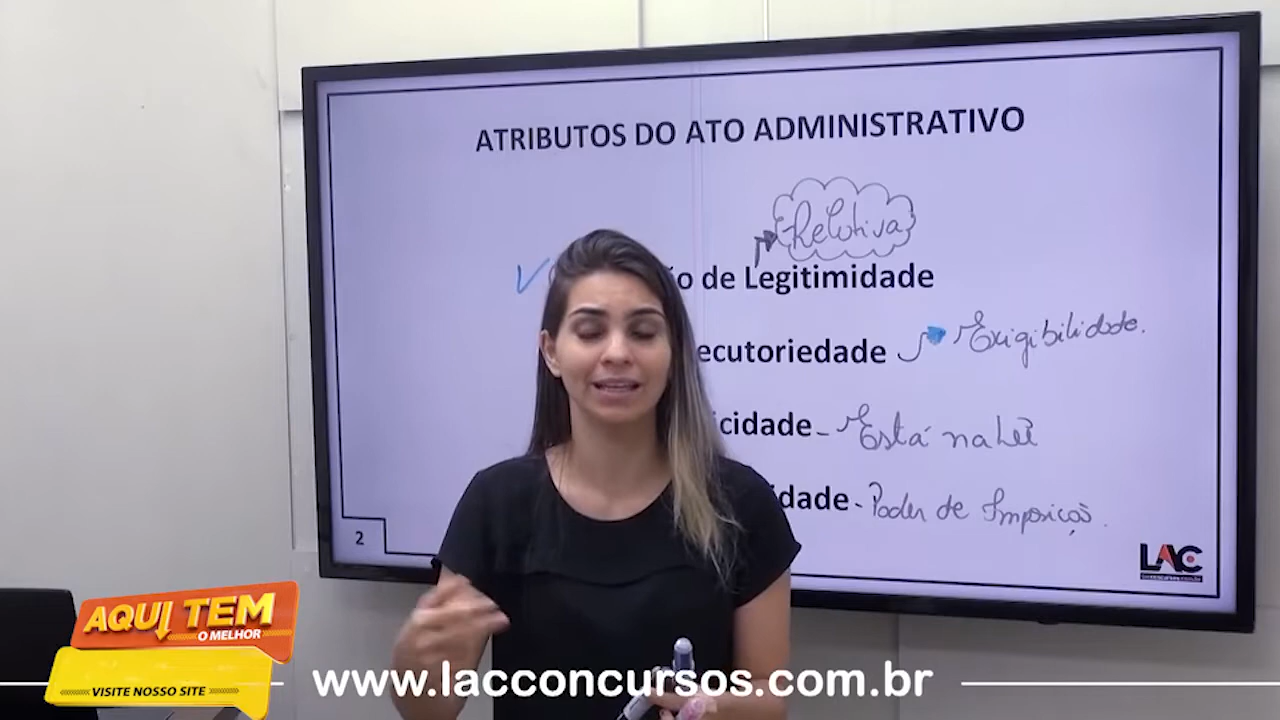 ATRIBUTOS DO ATO ADMINISTRATIVO
Relativa
ão de Legitimidade
ecutoriedade Exigibilidade.
icidade - Está na Lei
idade - Poder de Imposição.
2
LAC
AQUI TEM
O MELHOR
VISITE NOSSO SITE
www.lacconcursos.com.br